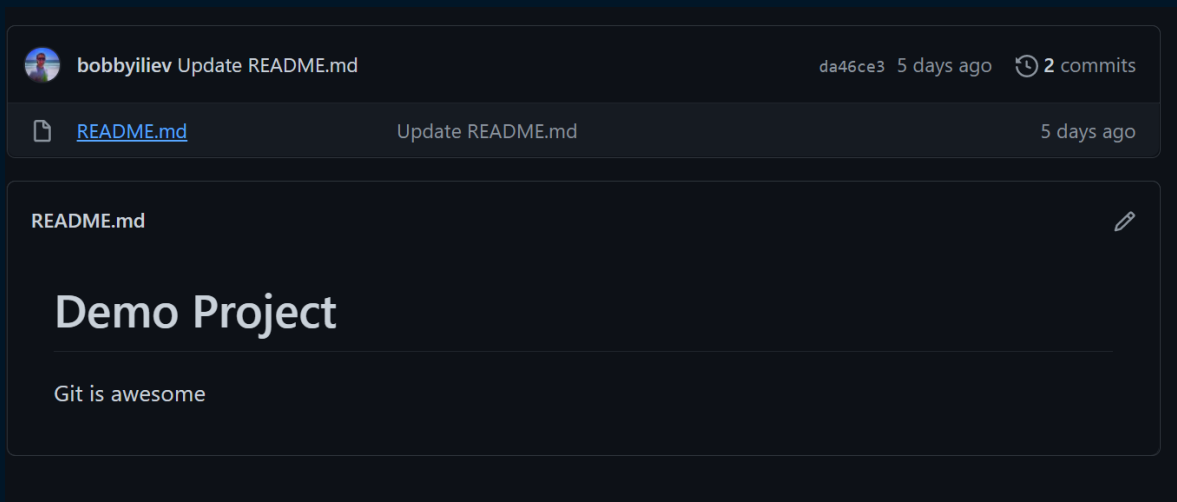 bobbyiliev Update README.md da46ce3 5 days ago 2 commits
README.md Update README.md 5 days ago
README.md
Demo Project
Git is awesome